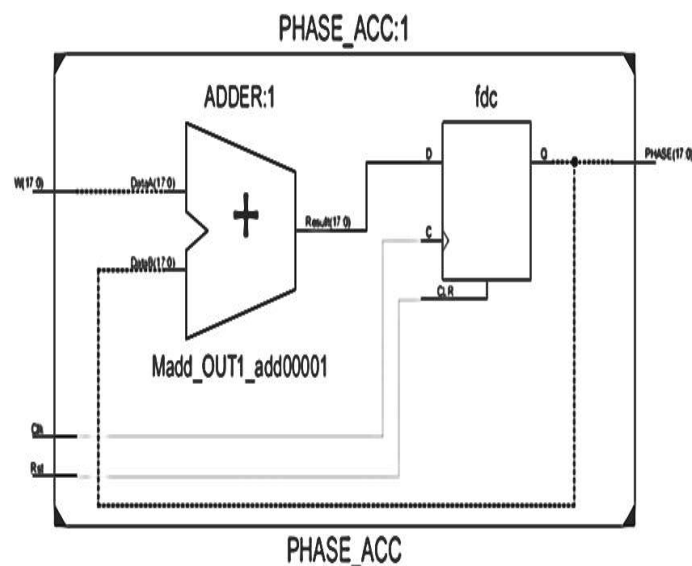 PHASE_ACC:1
ADDER:1
fdc
D
Q
PHASE(17:0)
W(17:0)
DataA(17:0)
+
Result(17:0)
C
DataB(17:0)
CLR
Madd_OUT1_add00001
Clk
Rst
PHASE_ACC